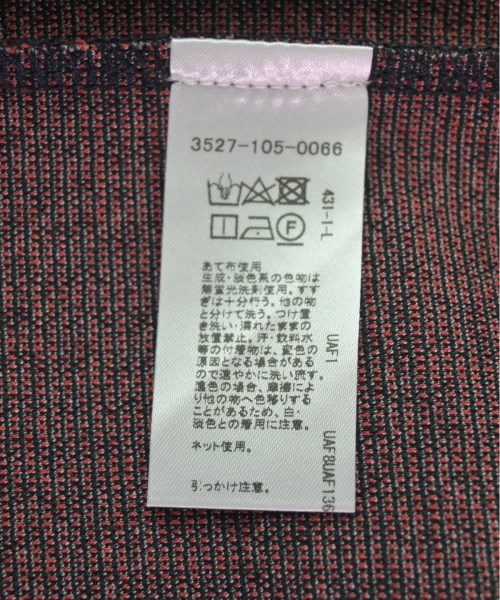 3527-105-0066
431-1-L
F
あて布使用
生成・淡色系の色物は
無蛍光洗剤使用。すす
ぎは十分行う。他の物
と分けて洗う。つけ置
き洗い・濡れたままの
放置禁止。汗・飲料水
等の付着物は、変色の
原因となる場合がある
ので速やかに洗い流す。
濃色の場合、摩擦によ
り他の物へ色移りする
ことがあるため、白・
淡色との着用に注意。
ネット使用。
引っかけ注意。
UAF1
UAF8UAF136